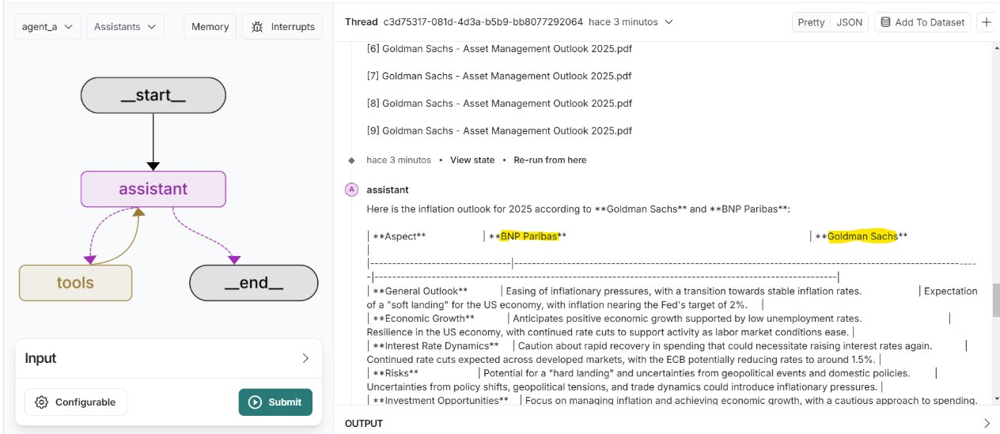 agent_a
Assistants
Memory
Interrupts
__start__
assistant
tools
__end__
Input
Configurable
Submit
Thread c3d75317-081d-4d3a-b5b9-bb8077292064 hace 3 minutos
Pretty
JSON
Add To Dataset
[6] Goldman Sachs - Asset Management Outlook 2025.pdf
[7] Goldman Sachs - Asset Management Outlook 2025.pdf
[8] Goldman Sachs - Asset Management Outlook 2025.pdf
[9] Goldman Sachs - Asset Management Outlook 2025.pdf
hace 3 minutos • View state • Re-run from here
A assistant
Here is the inflation outlook for 2025 according to **Goldman Sachs** and **BNP Paribas**:
| **Aspect** | **BNP Paribas** | **Goldman Sachs**
|
|------------------------------|----------------------------------------------------------------------------------------------------
-|---------------------------------------------------------------------------------------------------|
| **General Outlook** | Easing of inflationary pressures, with a transition towards stable inflation rates. | Expectation
of a "soft landing" for the US economy, with inflation nearing the Fed's target of 2%. |
| **Economic Growth** | Anticipates positive economic growth supported by low unemployment rates. |
Resilience in the US economy, with continued rate cuts to support activity as labor market conditions ease. |
| **Interest Rate Dynamics** | Caution about rapid recovery in spending that could necessitate raising interest rates again. |
Continued rate cuts expected across developed markets, with the ECB potentially reducing rates to around 1.5%. |
| **Risks** | Potential for a "hard landing" and uncertainties from geopolitical events and domestic policies. |
Uncertainties from policy shifts, geopolitical tensions, and trade dynamics could introduce inflationary pressures. |
| **Investment Opportunities** | Focus on managing inflation and achieving economic growth, with a cautious approach to spending.
OUTPUT